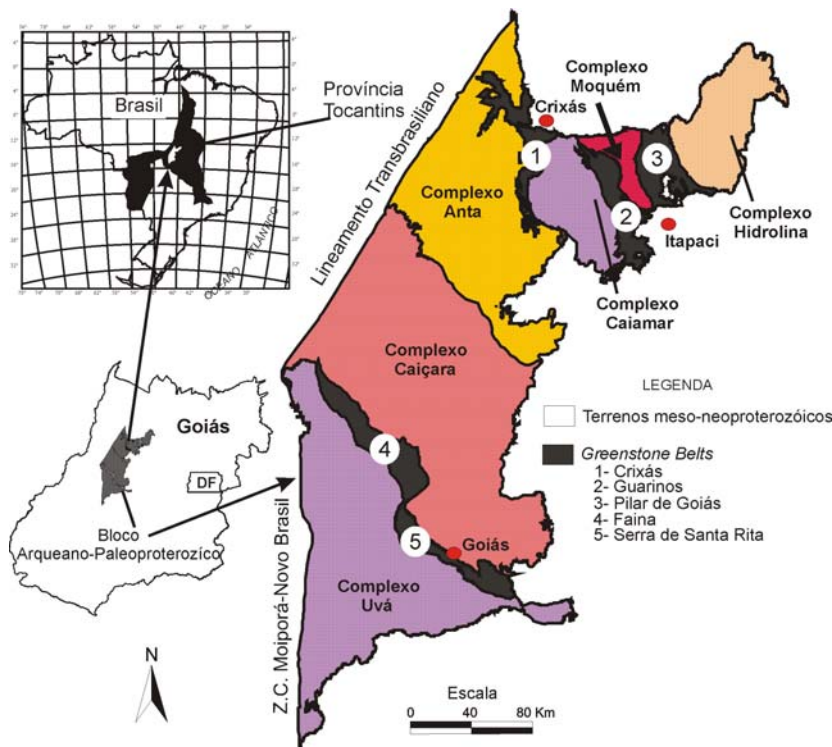 Brasil
Província
Tocantins
OCEANO ATLÂNTICO
Goiás
DF
Bloco
Arqueano-Paleoproterozíco
N
Lineamento Transbrasiliano
Z.C. Moiporá-Novo Brasil
Complexo
Moquém
Crixás
1
3
2
Complexo
Anta
Itapaci
Complexo
Hidrolina
Complexo
Caiamar
Complexo
Caiçara
4
5
Goiás
Complexo
Uvá
LEGENDA
Terrenos meso-neoproterozóicos
Greenstone Belts
1- Crixás
2- Guarinos
3- Pilar de Goiás
4- Faina
5- Serra de Santa Rita
Escala
0 40 80 Km